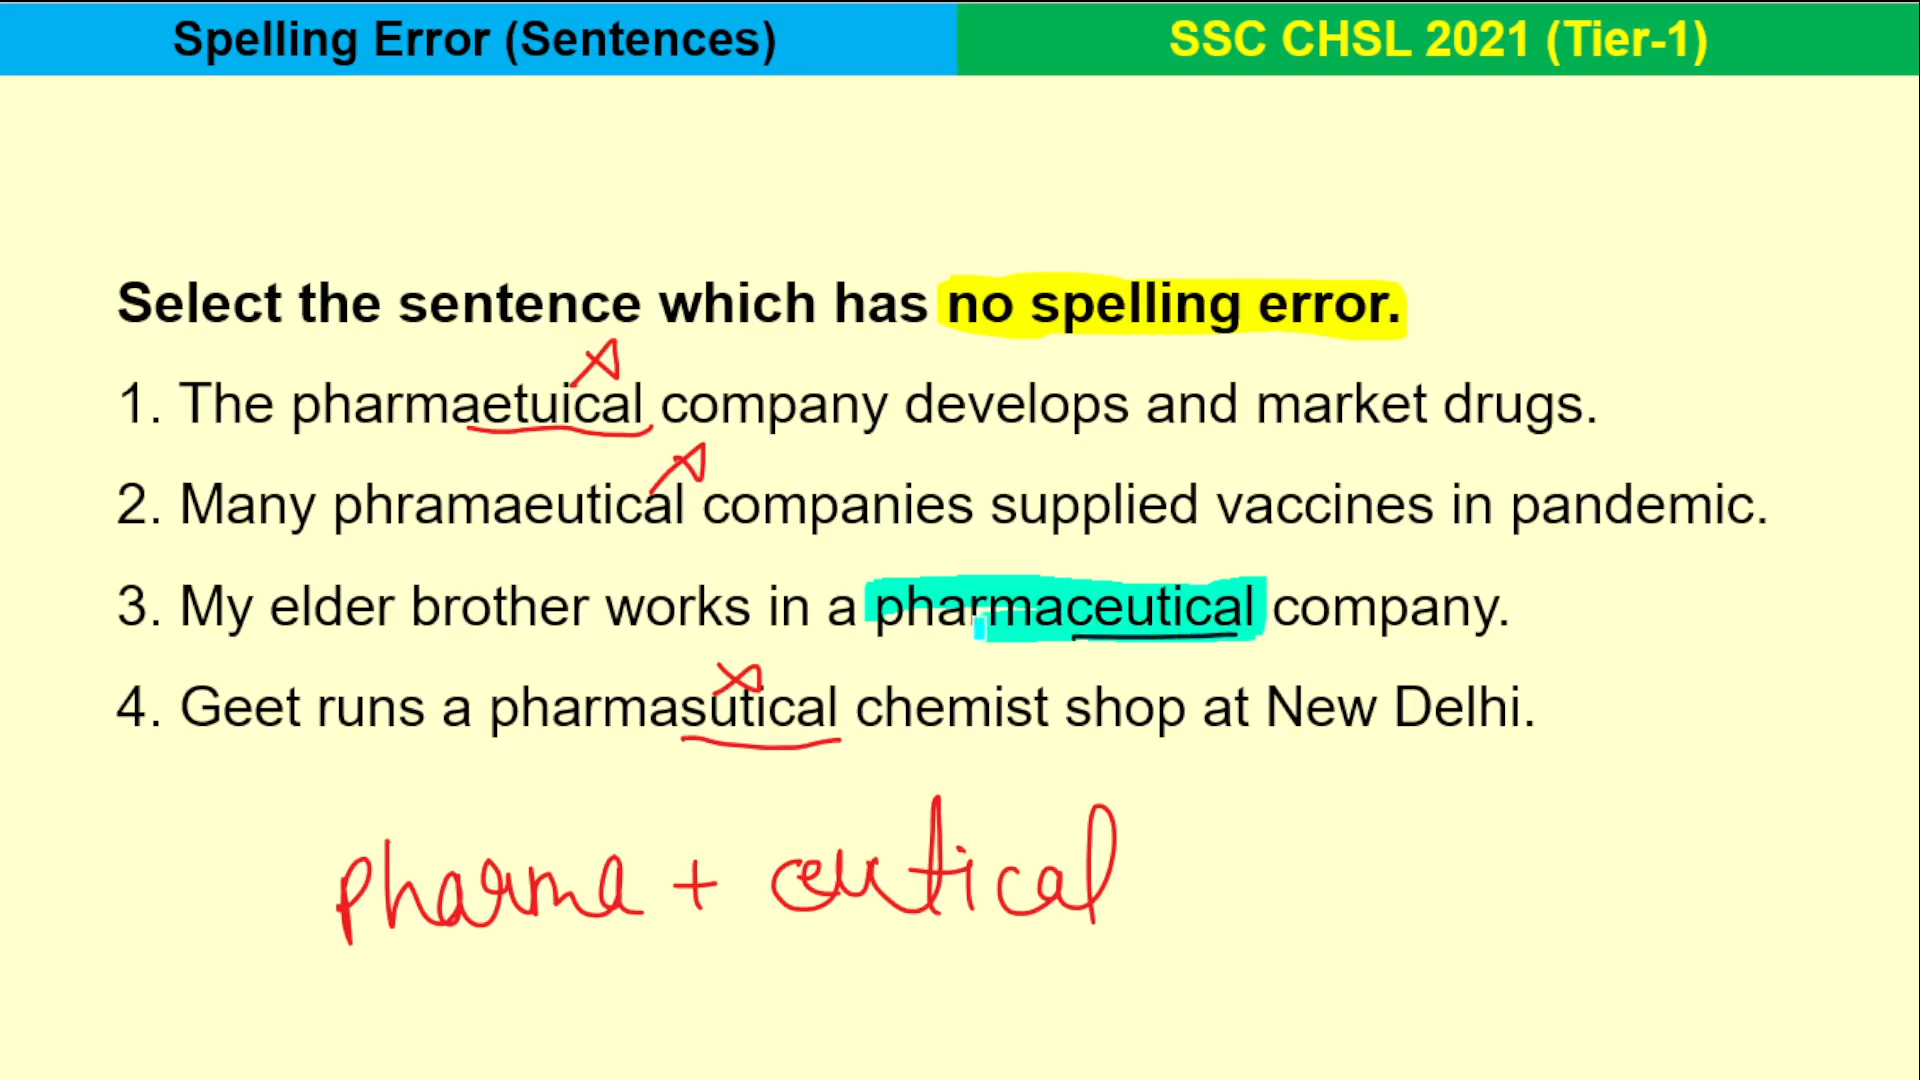 Spelling Error (Sentences)
SSC CHSL 2021 (Tier-1)
Select the sentence which has no spelling error.
1. The pharmaetuical company develops and market drugs.
2. Many phramaeutical companies supplied vaccines in pandemic.
3. My elder brother works in a pharmaceutical company.
4. Geet runs a pharmasutical chemist shop at New Delhi.
pharma + ceutical